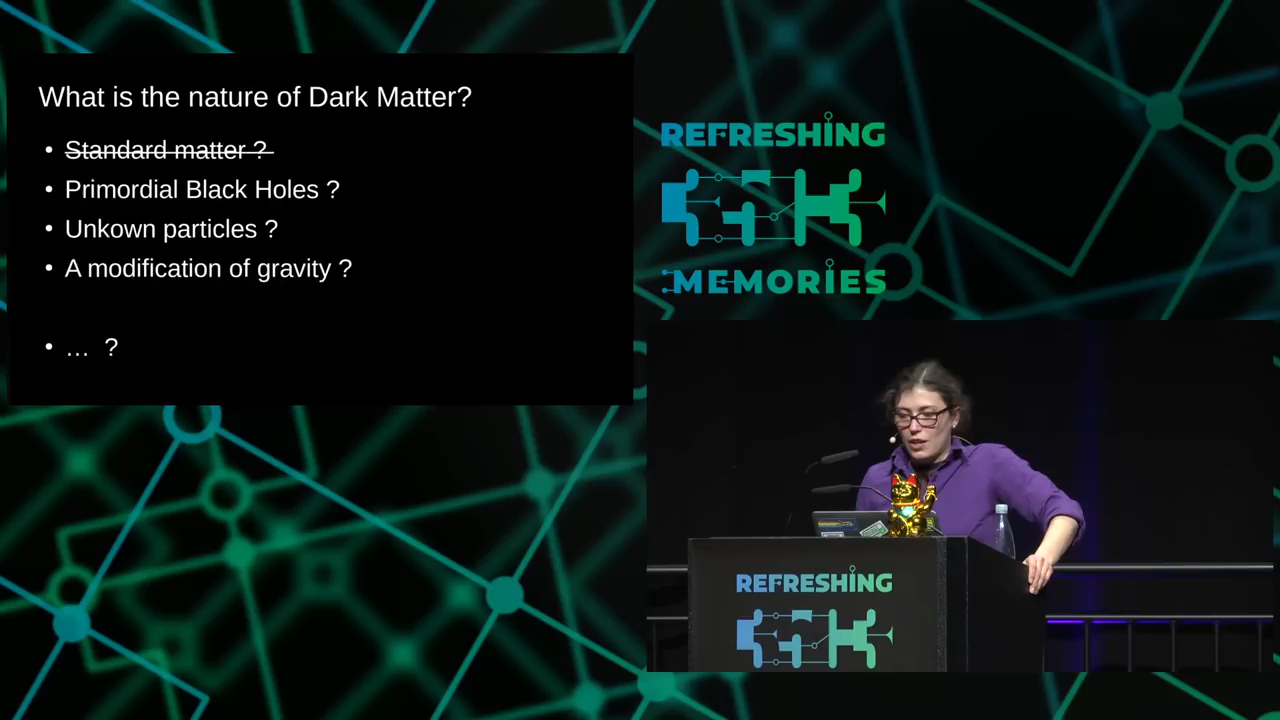 What is the nature of Dark Matter?
• Standard matter ?
• Primordial Black Holes ?
• Unkown particles ?
• A modification of gravity ?
• … ?
REFRESHING
MEMORIES
REFRESHING